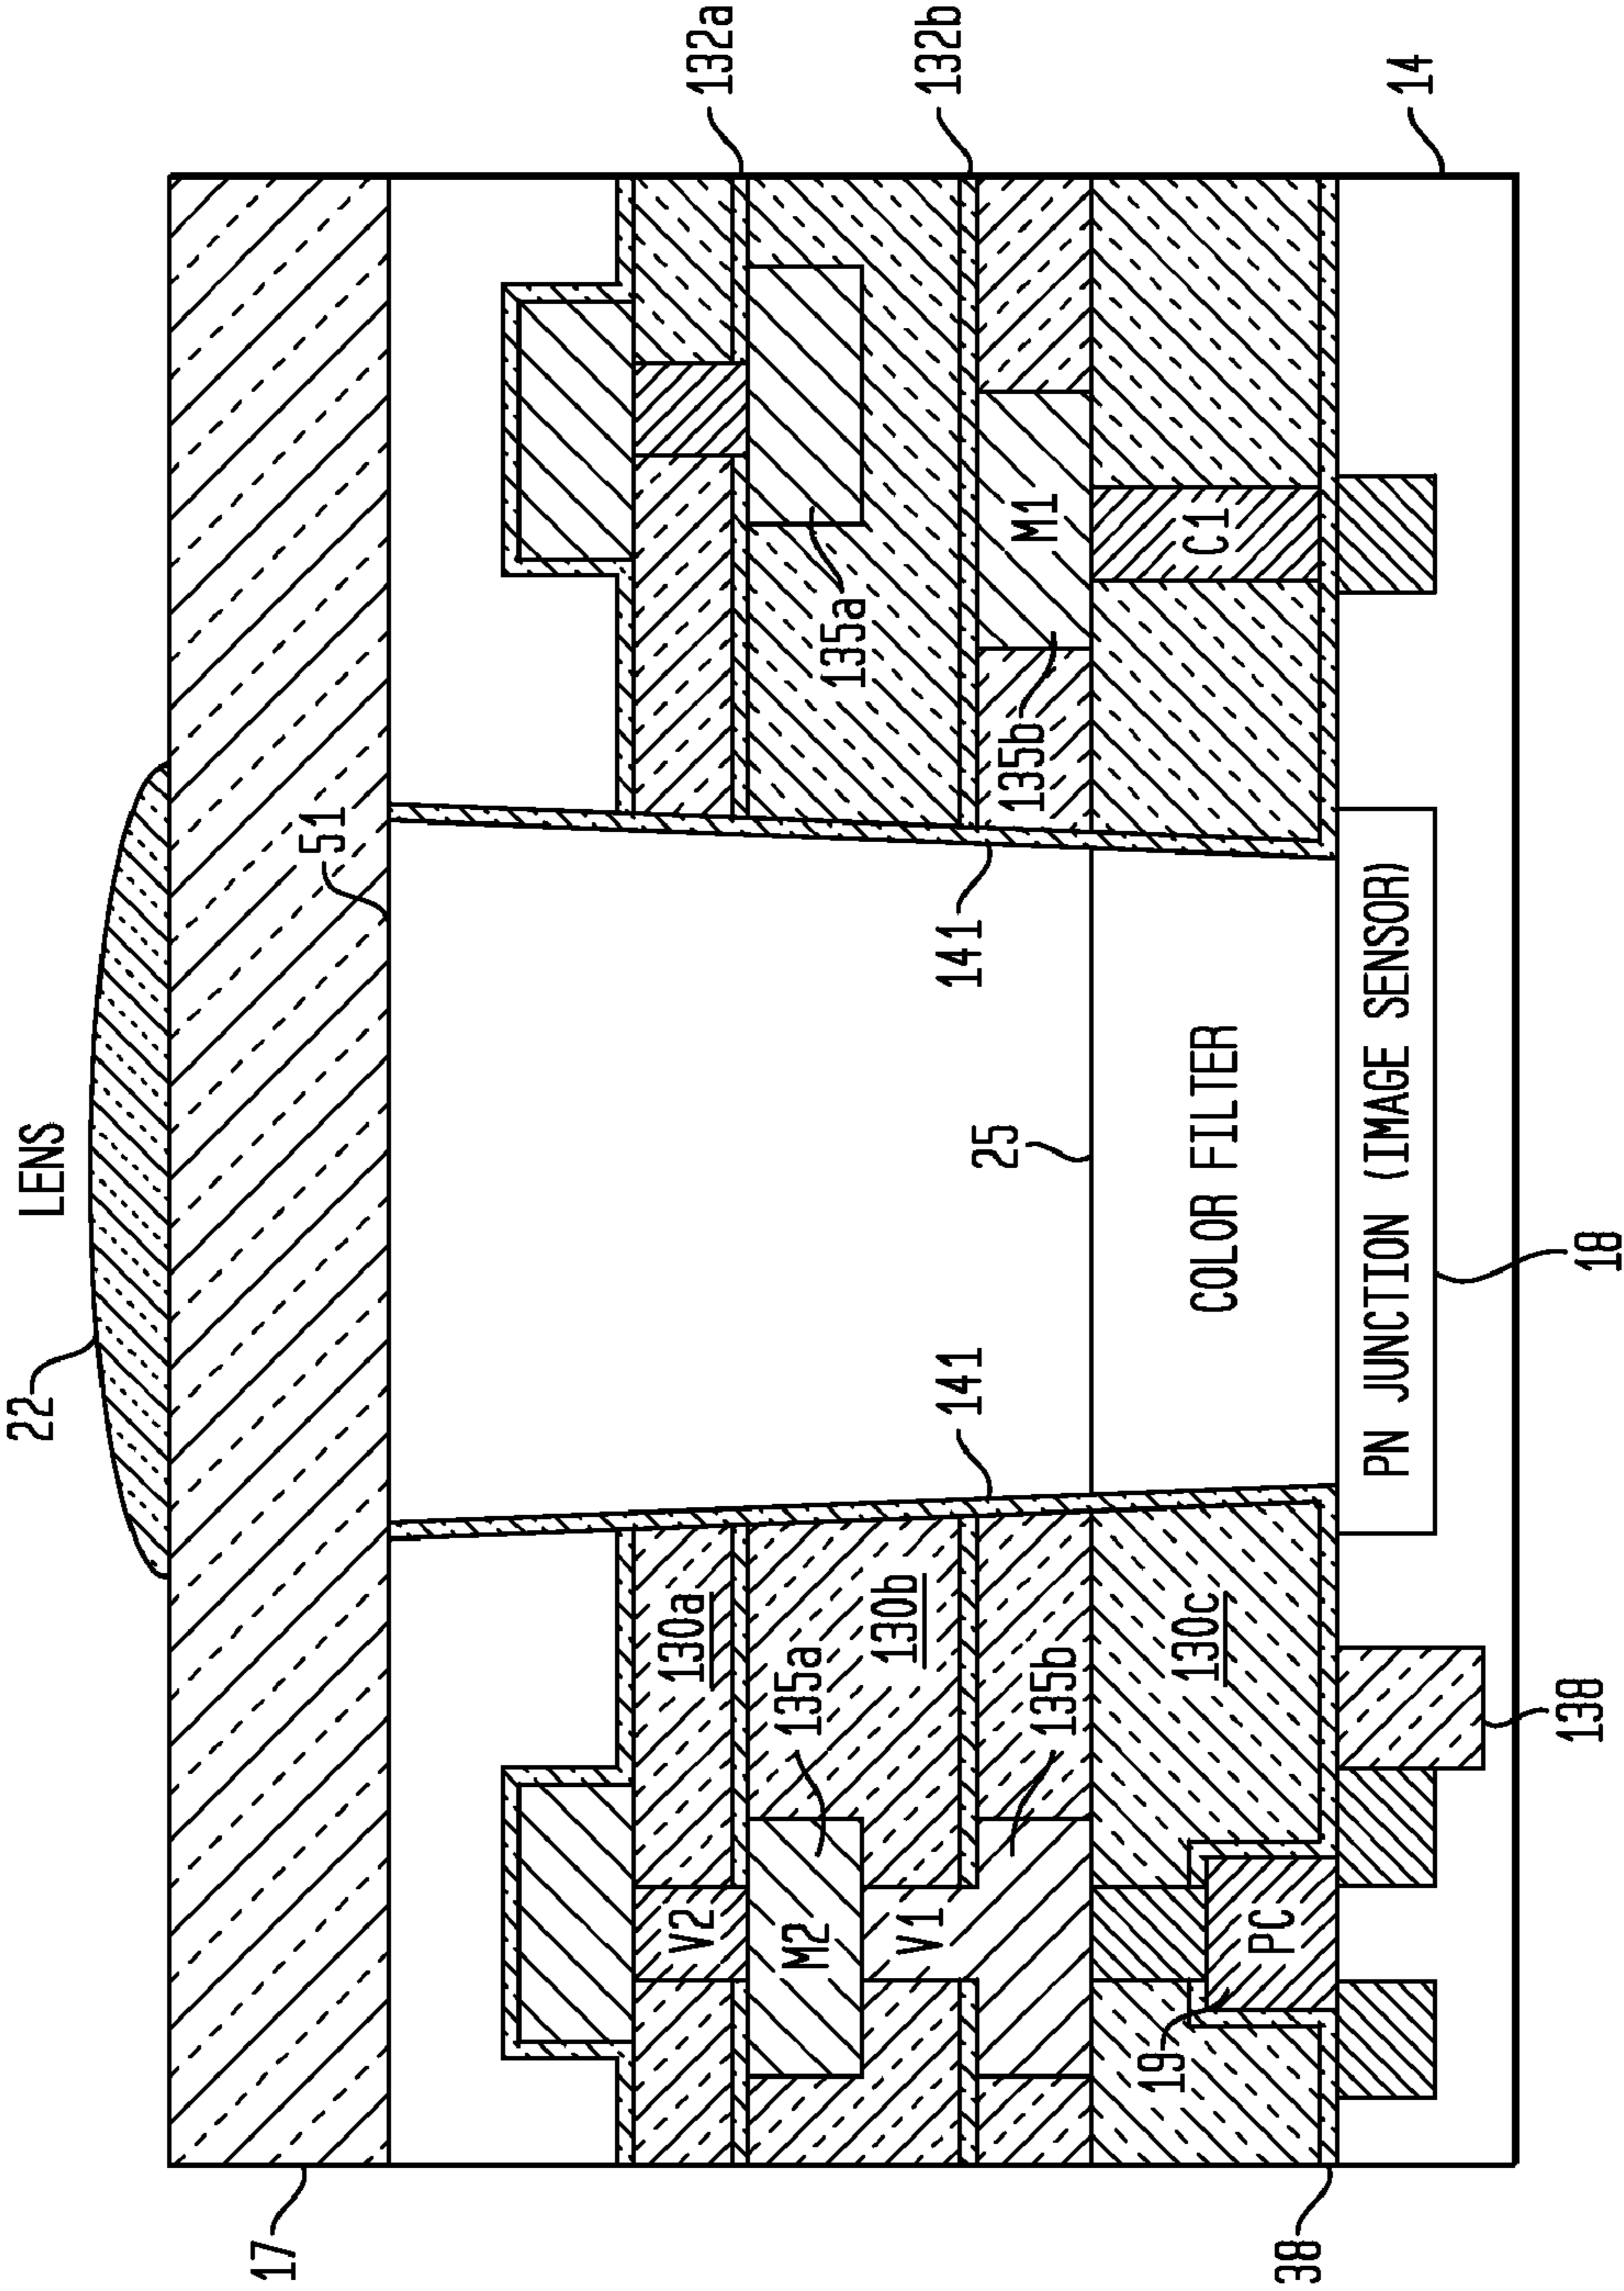 22
LENS
17
51
V2
130a
132a
M2
135a
135a
V1
130b
141
141
132b
25
135b
M1
135b
19
130c
COLOR FILTER
C1
PC
38
PN JUNCTION (IMAGE SENSOR)
14
138
18